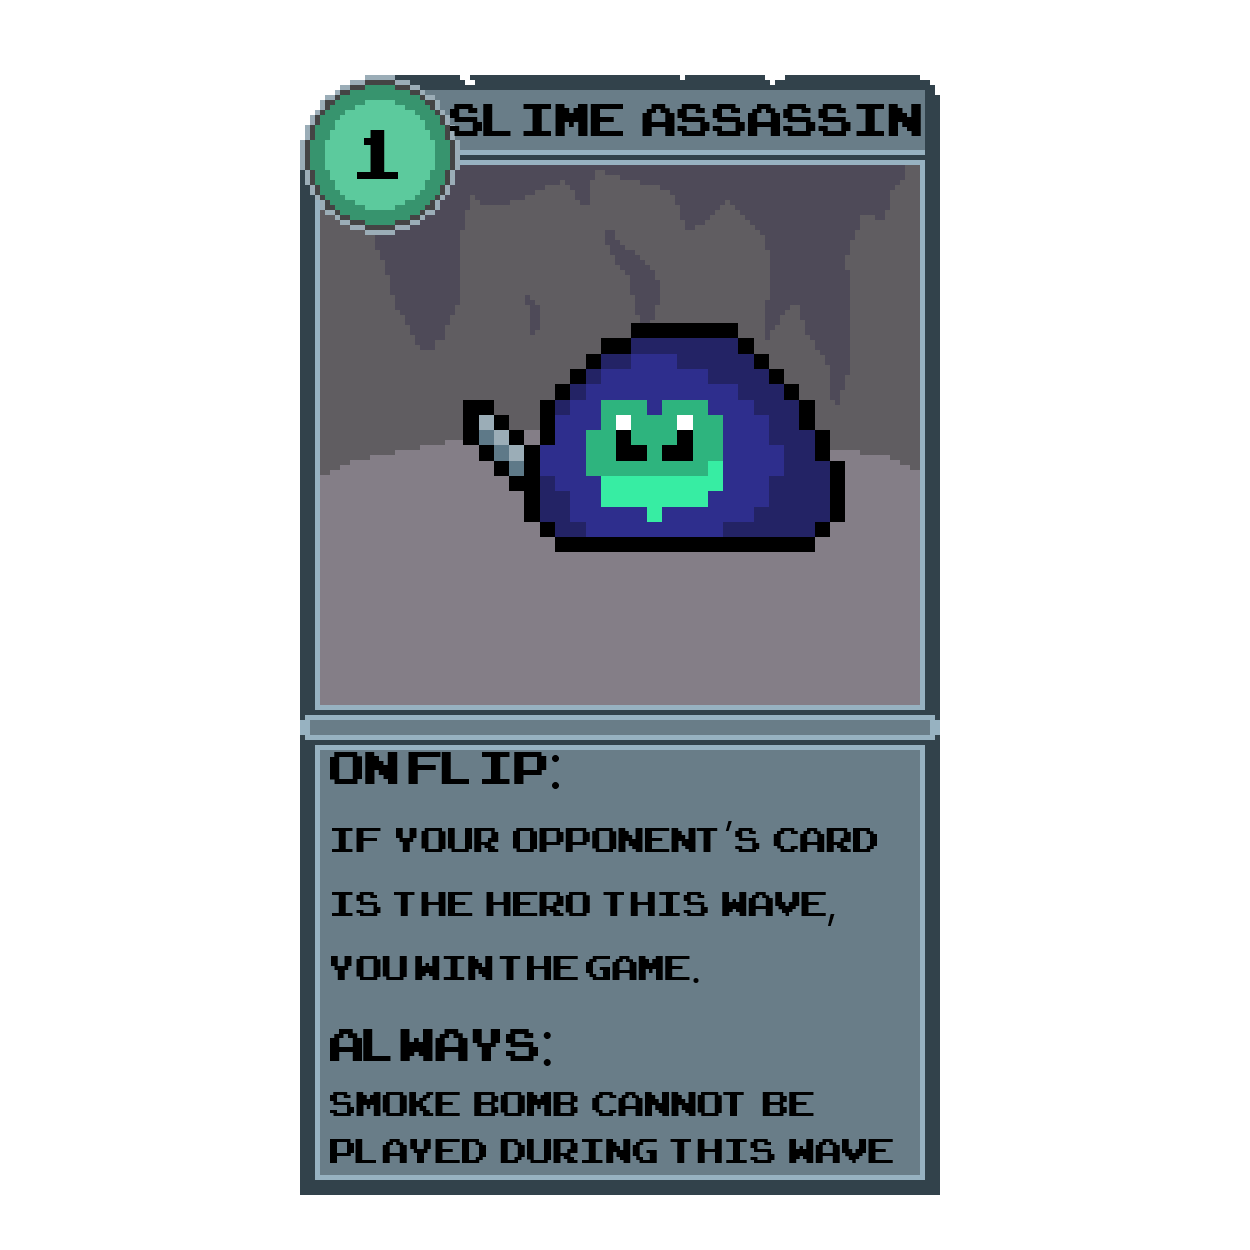 SLIME ASSASSIN
1
ON FLIP:
IF YOUR OPPONENT'S CARD
IS THE HERO THIS WAVE,
YOU WIN THE GAME.
ALWAYS:
SMOKE BOMB CANNOT BE
PLAYED DURING THIS WAVE